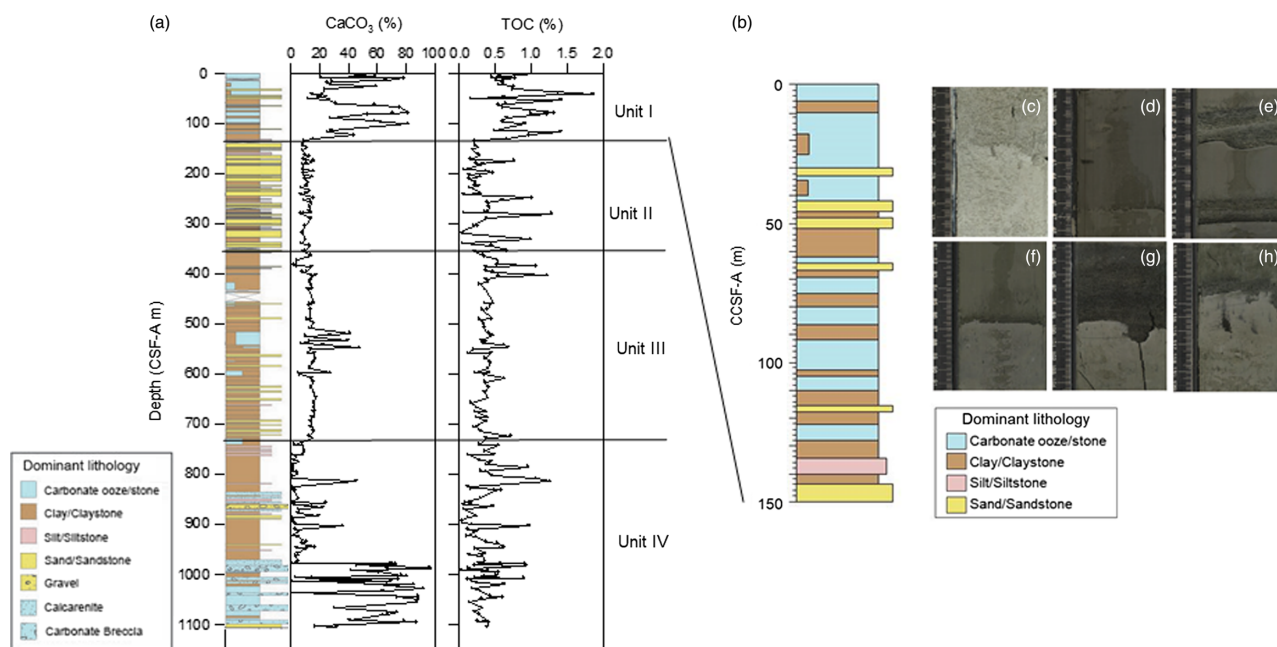 (a)
CaCO3 (%)
TOC (%)
(b)
0 20 40 60 80 100
0.0 0.5 1.0 1.5 2.0
0
100
200
300
400
500
600
700
800
900
1000
1100
Depth (CSF-A m)
Unit I
Unit II
Unit III
Unit IV
Dominant lithology
Carbonate ooze/stone
Clay/Claystone
Silt/Siltstone
Sand/Sandstone
Gravel
Calcarenite
Carbonate Breccia
0
50
100
150
CCSF-A (m)
(c)
(d)
(e)
(f)
(g)
(h)
Dominant lithology
Carbonate ooze/stone
Clay/Claystone
Silt/Siltstone
Sand/Sandstone